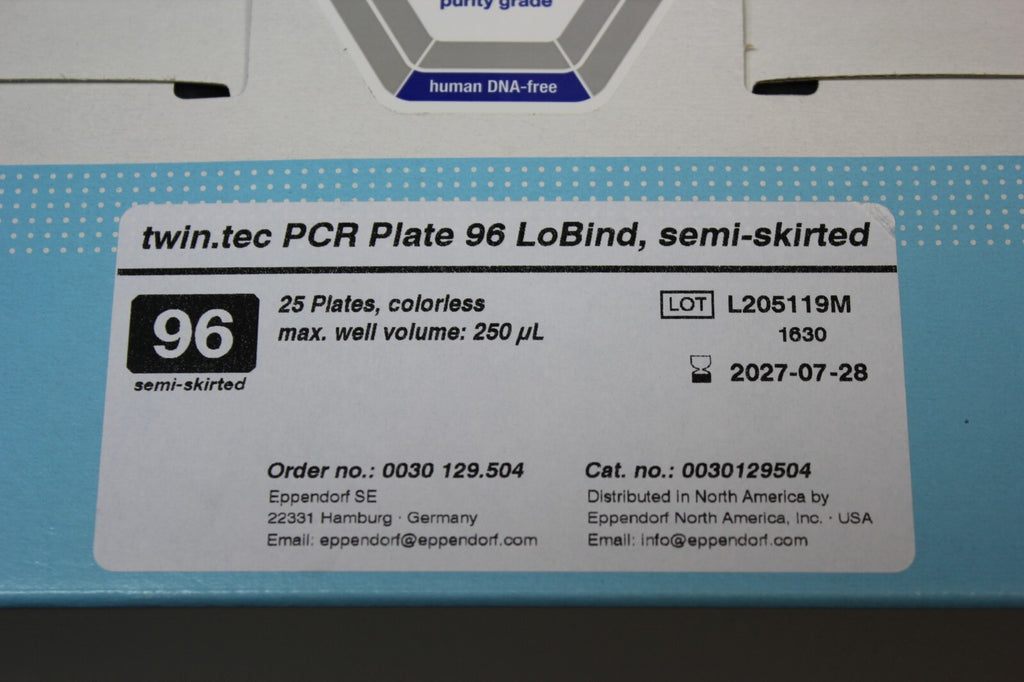 purity grade
human DNA-free
twin.tec PCR Plate 96 LoBind, semi-skirted
96
semi-skirted
25 Plates, colorless
max. well volume: 250 µL
LOT L205119M
1630
2027-07-28
Order no.: 0030 129.504
Eppendorf SE
22331 Hamburg · Germany
Email: eppendorf@eppendorf.com
Cat. no.: 0030129504
Distributed in North America by
Eppendorf North America, Inc. · USA
Email: info@eppendorf.com